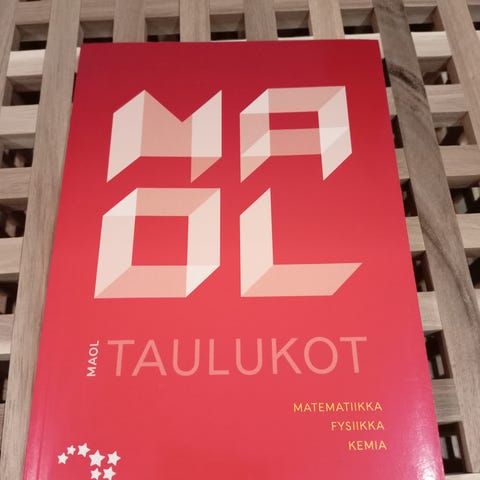 MA
OL
MAOL TAULUKOT
MATEMATIIKKA
FYSIIKKA
KEMIA